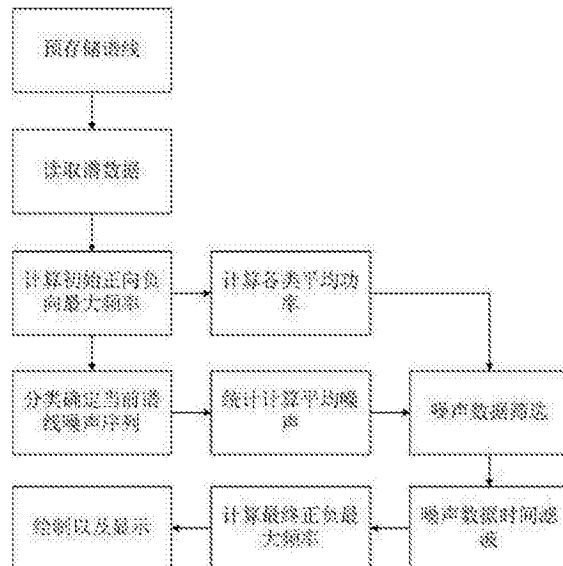 预存储谱线
读取谱数据
计算初始正向负
向最大频率
计算各类平均功
率
分类确定当前谱
线噪声序列
统计计算平均噪
声
噪声数据筛选
绘制以及显示
计算最终正负最
大频率
噪声数据时间滤
波